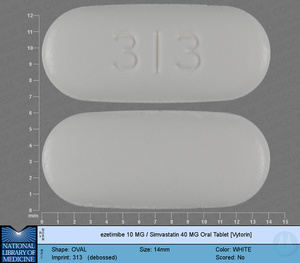 12
11
10
9
8
7
6
5
4
3
2
1
0
mm
3|3
0 1 2 3 4 5 6 7 8 9 10 11 12 13 14 15
NATIONAL
LIBRARY OF
MEDICINE
ezetimibe 10 MG / Simvastatin 40 MG Oral Tablet [Vytorin]
Shape: OVAL Size: 14mm Color: WHITE
Imprint: 313 (debossed) Scored: No